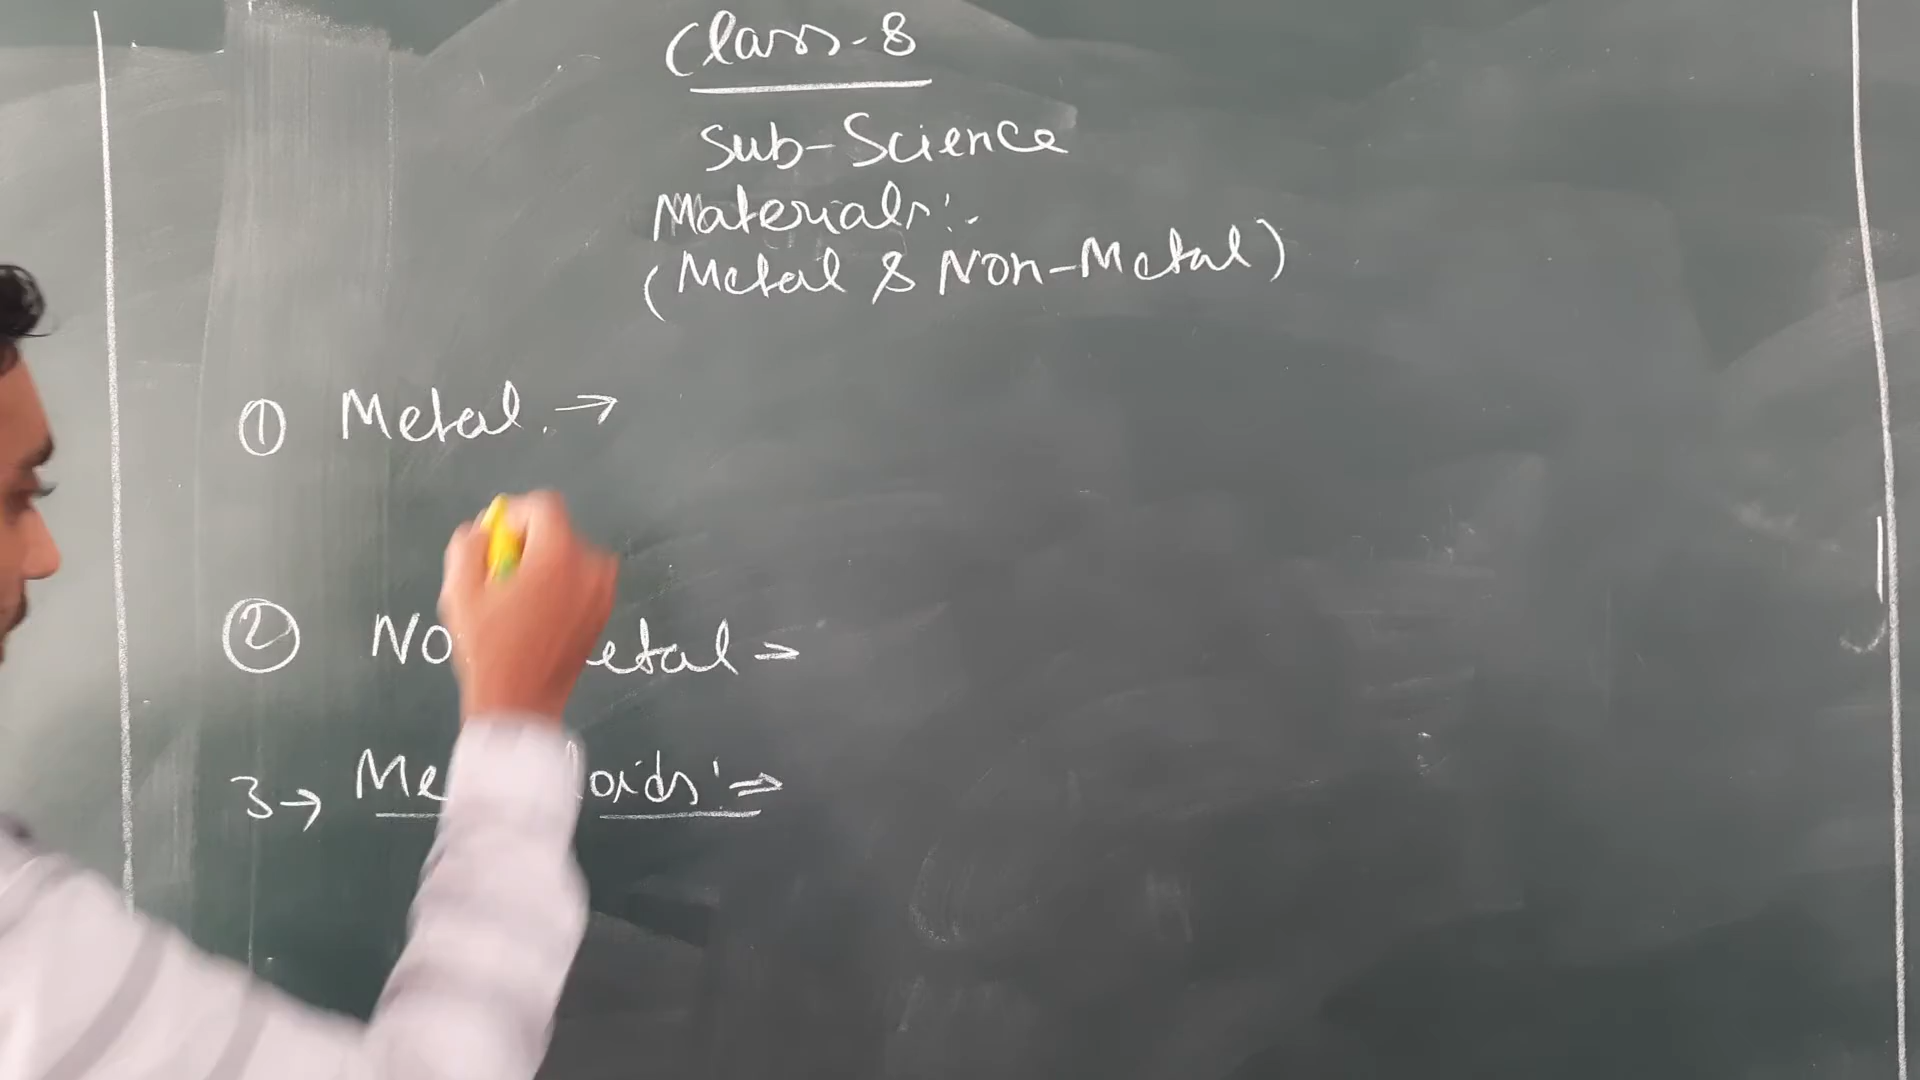 Class-8
Sub-Science
Materials:-
(Metal & Non-Metal)
① Metal. →
② No etal =>
3→ Me oids:⇒